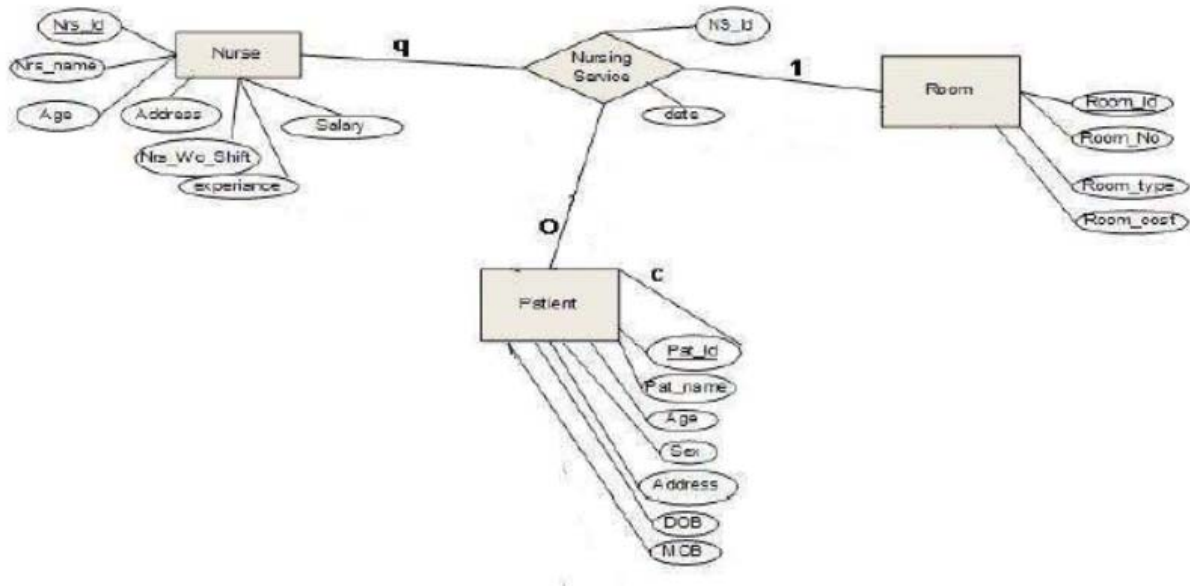 Nrs_Id
Nrs_name
Age
Address
Nrs_Wo_Shift
experiance
Salary
Nurse
q
Nursing
Service
NS_Id
date
1
Room
Room_Id
Room_No
Room_type
Room_cost
O
Patient
c
Pat_Id
Pat_name
Age
Sex
Address
DOB
MOB